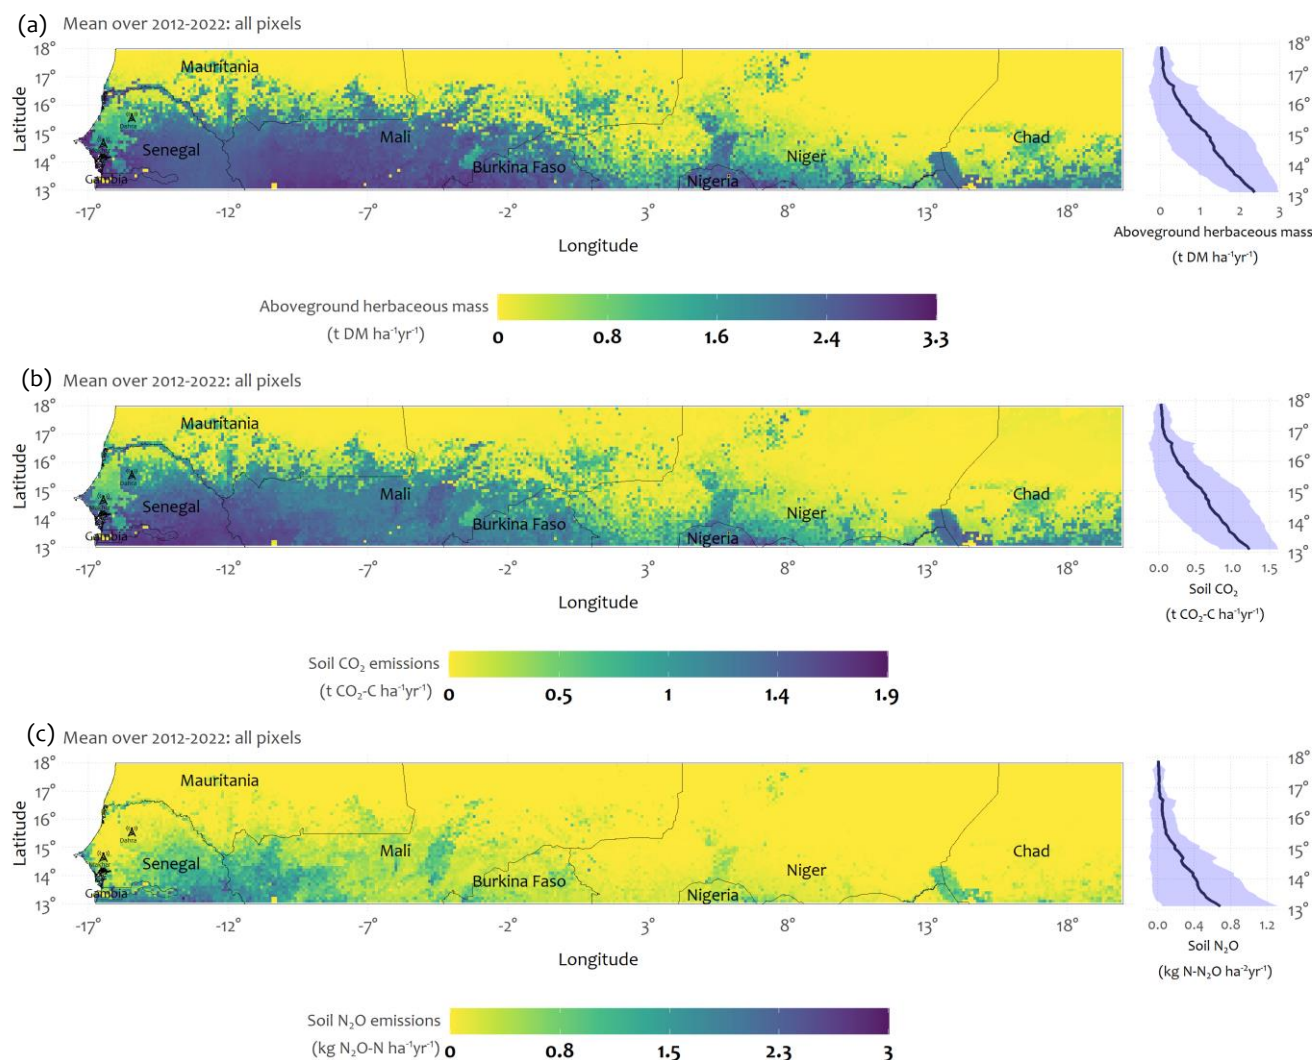 (a) Mean over 2012-2022: all pixels
18°
17°
16°
15°
14°
13°
Latitude
Mauritania
Dahra
Senegal
Gambia
Mali
Burkina Faso
Niger
Nigeria
Chad
-17° -12° -7° -2° 3° 8° 13° 18°
Longitude
18°
17°
16°
15°
14°
13°
0 1 2 3
Aboveground herbaceous mass
(t DM ha⁻¹yr⁻¹)
Aboveground herbaceous mass
(t DM ha⁻¹yr⁻¹)
0 0.8 1.6 2.4 3.3
(b) Mean over 2012-2022: all pixels
18°
17°
16°
15°
14°
13°
Latitude
Mauritania
Dahra
Senegal
Gambia
Mali
Burkina Faso
Niger
Nigeria
Chad
-17° -12° -7° -2° 3° 8° 13° 18°
Longitude
18°
17°
16°
15°
14°
13°
0.0 0.5 1.0 1.5
Soil CO₂
(t CO₂-C ha⁻¹yr⁻¹)
Soil CO₂ emissions
(t CO₂-C ha⁻¹yr⁻¹)
0 0.5 1 1.4 1.9
(c) Mean over 2012-2022: all pixels
18°
17°
16°
15°
14°
13°
Latitude
Mauritania
Dahra
Senegal
Gambia
Mali
Burkina Faso
Niger
Nigeria
Chad
-17° -12° -7° -2° 3° 8° 13° 18°
Longitude
18°
17°
16°
15°
14°
13°
0.0 0.4 0.8 1.2
Soil N₂O
(kg N-N₂O ha⁻²yr⁻¹)
Soil N₂O emissions
(kg N₂O-N ha⁻¹yr⁻¹)
0 0.8 1.5 2.3 3